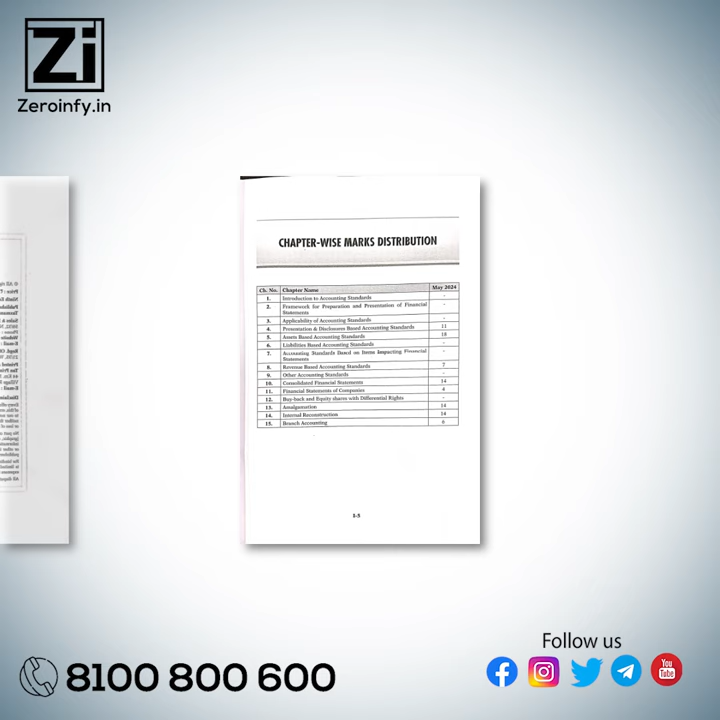 Zi
Zeroinfy.in
CHAPTER-WISE MARKS DISTRIBUTION
Ch. No. Chapter Name May 2024
1. Introduction to Accounting Standards -
2. Framework for Preparation and Presentation of Financial
Statements -
3. Applicability of Accounting Standards -
4. Presentation & Disclosures Based Accounting Standards 11
5. Assets Based Accounting Standards 18
6. Liabilities Based Accounting Standards -
7. Accounting Standards Based on Items Impacting Financial
Statements -
8. Revenue Based Accounting Standards 7
9. Other Accounting Standards -
10. Consolidated Financial Statements 14
11. Financial Statements of Companies 4
12. Buy-back and Equity shares with Differential Rights -
13. Amalgamation 14
14. Internal Reconstruction 14
15. Branch Accounting
Follow us
You
Tube
8100 800 600